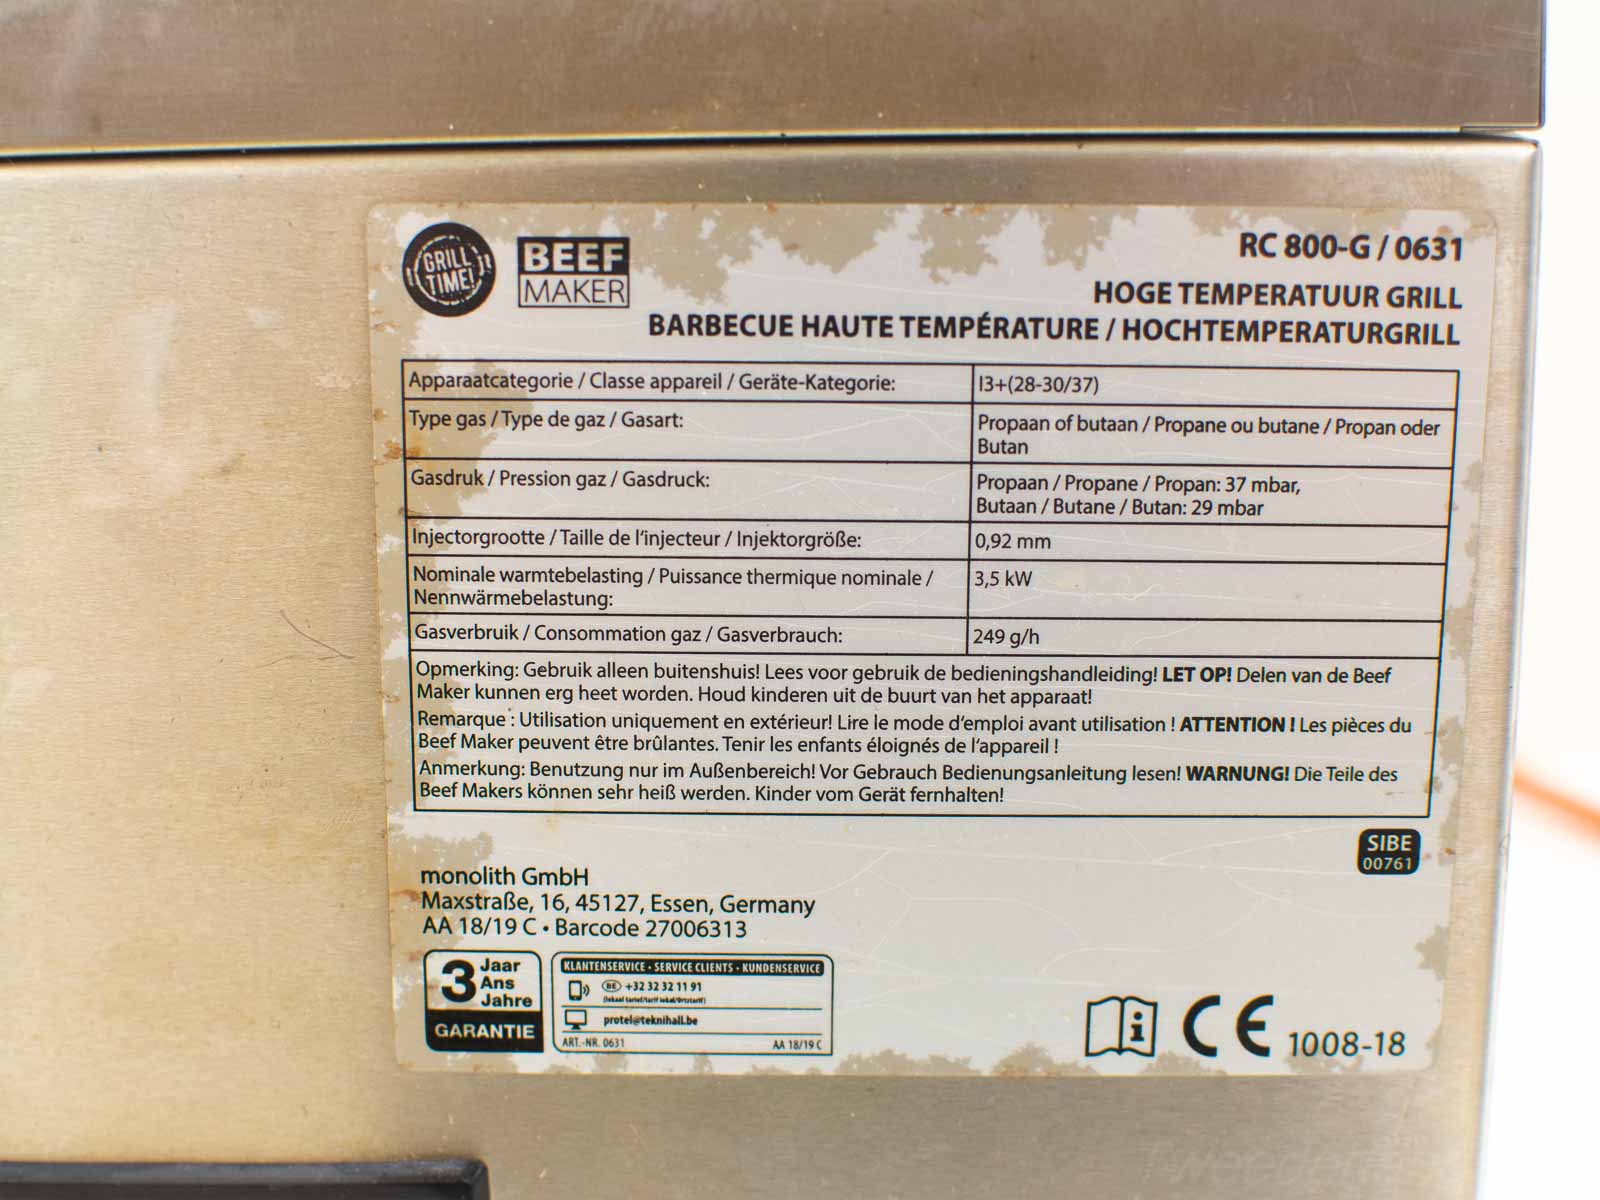 GRILL
TIME!
BEEF
MAKER
RC 800-G / 0631
HOGE TEMPERATUUR GRILL
BARBECUE HAUTE TEMPÉRATURE / HOCHTEMPERATURGRILL
Apparaatcategorie / Classe appareil / Geräte-Kategorie: I3+(28-30/37)
Type gas / Type de gaz / Gasart: Propaan of butaan / Propane ou butane / Propan oder
Butan
Gasdruk / Pression gaz / Gasdruck: Propaan / Propane / Propan: 37 mbar,
Butaan / Butane / Butan: 29 mbar
Injectorgrootte / Taille de l'injecteur / Injektorgröße: 0,92 mm
Nominale warmtebelasting / Puissance thermique nominale / 3,5 kW
Nennwärmebelastung:
Gasverbruik / Consommation gaz / Gasverbrauch: 249 g/h
Opmerking: Gebruik alleen buitenshuis! Lees voor gebruik de bedieningshandleiding! LET OP! Delen van de Beef
Maker kunnen erg heet worden. Houd kinderen uit de buurt van het apparaat!
Remarque : Utilisation uniquement en extérieur! Lire le mode d'emploi avant utilisation ! ATTENTION ! Les pièces du
Beef Maker peuvent être brûlantes. Tenir les enfants éloignés de l'appareil !
Anmerkung: Benutzung nur im Außenbereich! Vor Gebrauch Bedienungsanleitung lesen! WARNUNG! Die Teile des
Beef Makers können sehr heiß werden. Kinder vom Gerät fernhalten!
SIBE
00761
monolith GmbH
Maxstraße, 16, 45127, Essen, Germany
AA 18/19 C • Barcode 27006313
3 Jaar
Ans
Jahre
GARANTIE
KLANTENSERVICE • SERVICE CLIENTS • KUNDENSERVICE
BE +32 32 32 11 91
(lokaal tarief/tarif lokal/Ortstarif)
protel@teknihall.be
ART.-NR. 0631 AA 18/19 C
i CE 1008-18